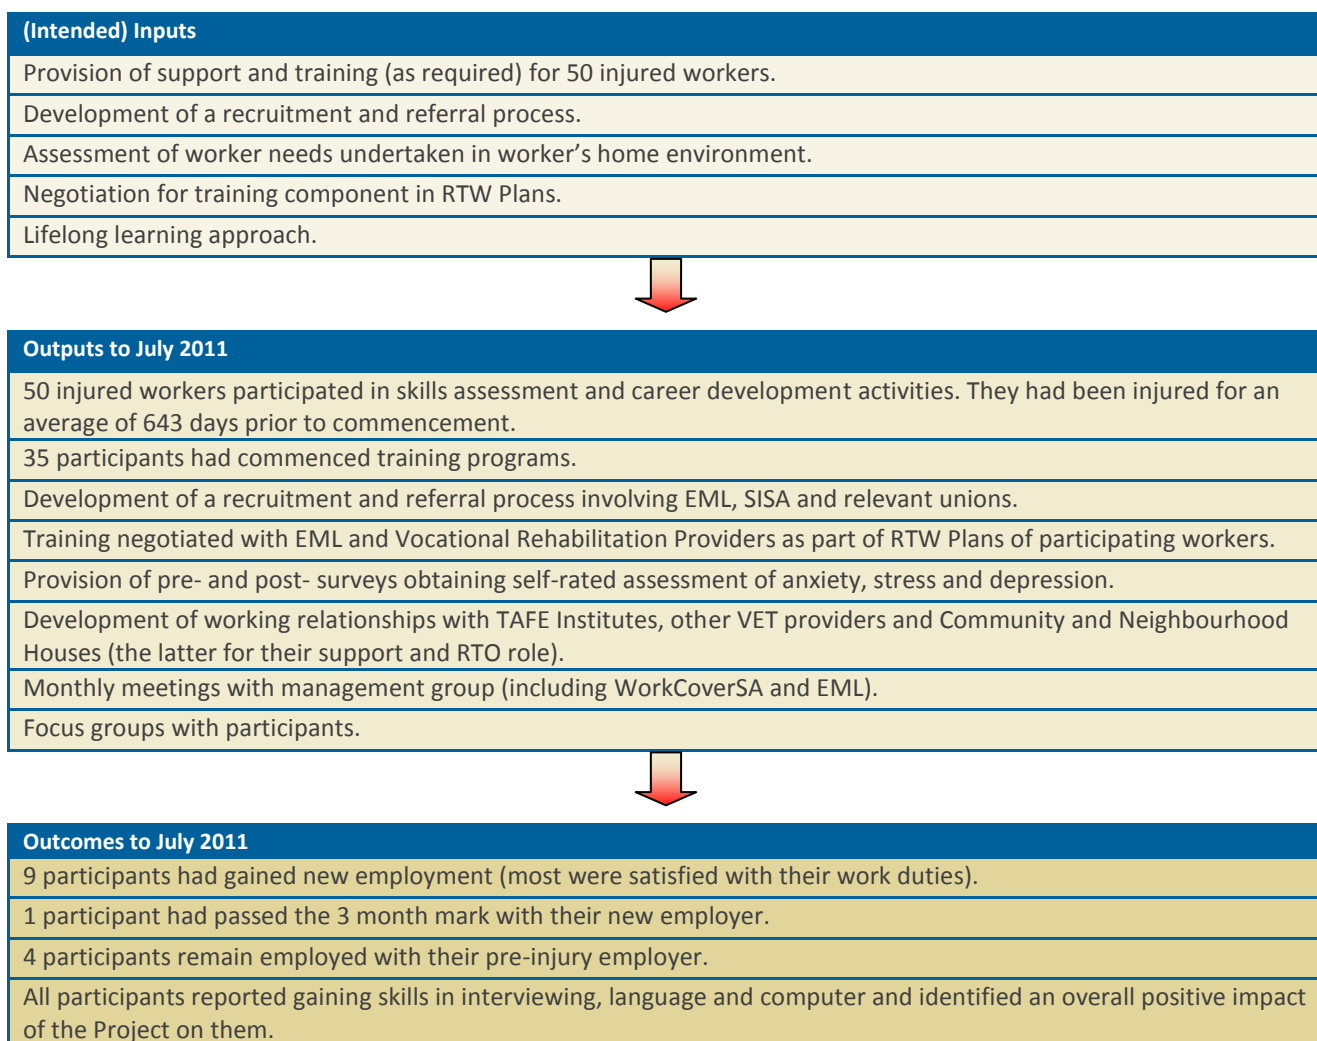 (Intended) Inputs
Provision of support and training (as required) for 50 injured workers.
Development of a recruitment and referral process.
Assessment of worker needs undertaken in worker's home environment.
Negotiation for training component in RTW Plans.
Lifelong learning approach.
Outputs to July 2011
50 injured workers participated in skills assessment and career development activities. They had been injured for an
average of 643 days prior to commencement.
35 participants had commenced training programs.
Development of a recruitment and referral process involving EML, SISA and relevant unions.
Training negotiated with EML and Vocational Rehabilitation Providers as part of RTW Plans of participating workers.
Provision of pre- and post- surveys obtaining self-rated assessment of anxiety, stress and depression.
Development of working relationships with TAFE Institutes, other VET providers and Community and Neighbourhood
Houses (the latter for their support and RTO role).
Monthly meetings with management group (including WorkCoverSA and EML).
Focus groups with participants.
Outcomes to July 2011
9 participants had gained new employment (most were satisfied with their work duties).
1 participant had passed the 3 month mark with their new employer.
4 participants remain employed with their pre-injury employer.
All participants reported gaining skills in interviewing, language and computer and identified an overall positive impact
of the Project on them.